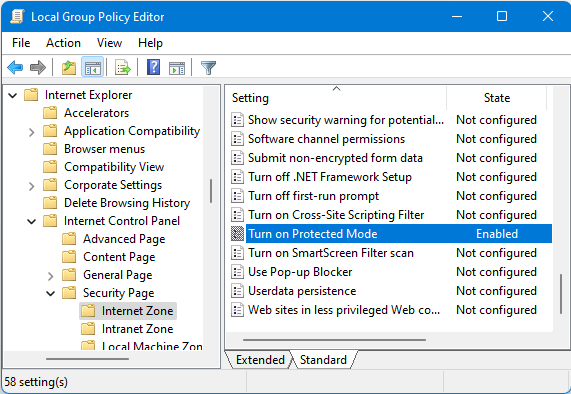 Local Group Policy Editor
File Action View Help
Internet Explorer
Accelerators
Application Compatibility
Browser menus
Compatibility View
Corporate Settings
Delete Browsing History
Internet Control Panel
Advanced Page
Content Page
General Page
Security Page
Internet Zone
Intranet Zone
Local Machine Zon
Setting State
Show security warning for potential... Not configured
Software channel permissions Not configured
Submit non-encrypted form data Not configured
Turn off .NET Framework Setup Not configured
Turn off first-run prompt Not configured
Turn on Cross-Site Scripting Filter Not configured
Turn on Protected Mode Enabled
Turn on SmartScreen Filter scan Not configured
Use Pop-up Blocker Not configured
Userdata persistence Not configured
Web sites in less privileged Web co... Not configured
Extended Standard
58 setting(s)